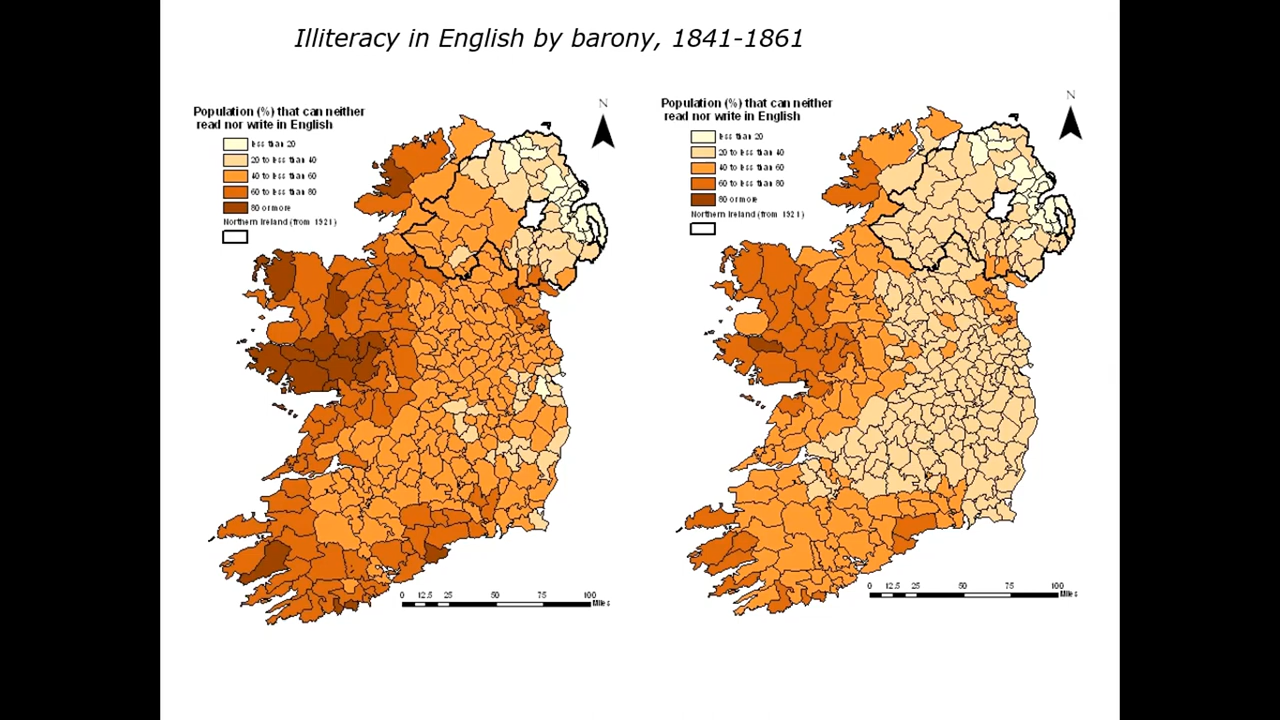 Illiteracy in English by barony, 1841-1861
Population (%) that can neither
read nor write in English
less than 20
20 to less than 40
40 to less than 60
60 to less than 80
80 or more
Northern Ireland (from 1921)
N
0 12.5 25 50 75 100
Miles
Population (%) that can neither
read nor write in English
less than 20
20 to less than 40
40 to less than 60
60 to less than 80
80 or more
Northern Ireland (from 1921)
N
0 12.5 25 50 75 100
Miles